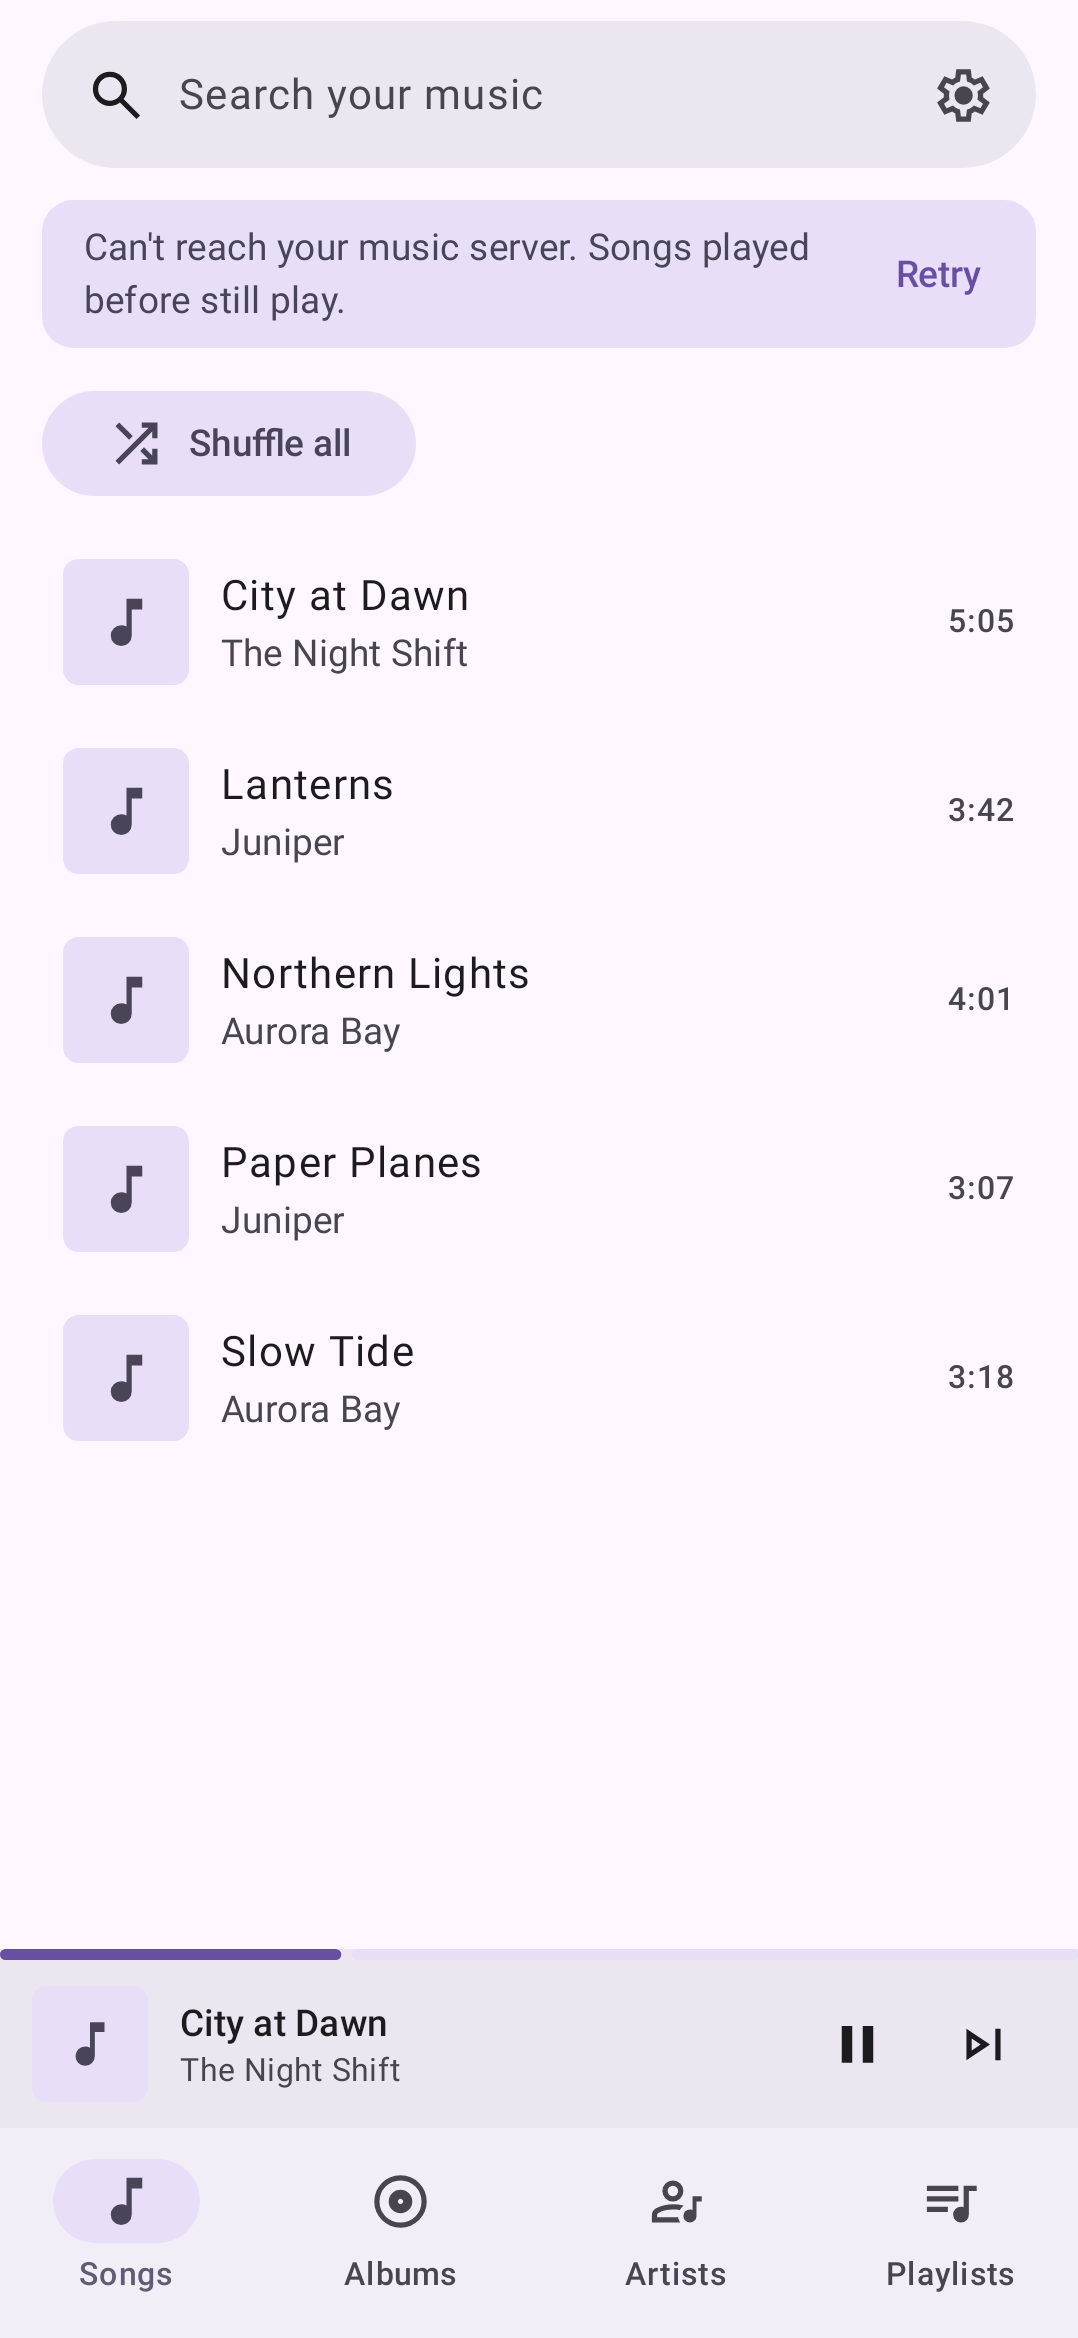 Search your music
Can't reach your music server. Songs played
before still play.
Retry
Shuffle all
City at Dawn
The Night Shift
5:05
Lanterns
Juniper
3:42
Northern Lights
Aurora Bay
4:01
Paper Planes
Juniper
3:07
Slow Tide
Aurora Bay
3:18
City at Dawn
The Night Shift
Songs
Albums
Artists
Playlists